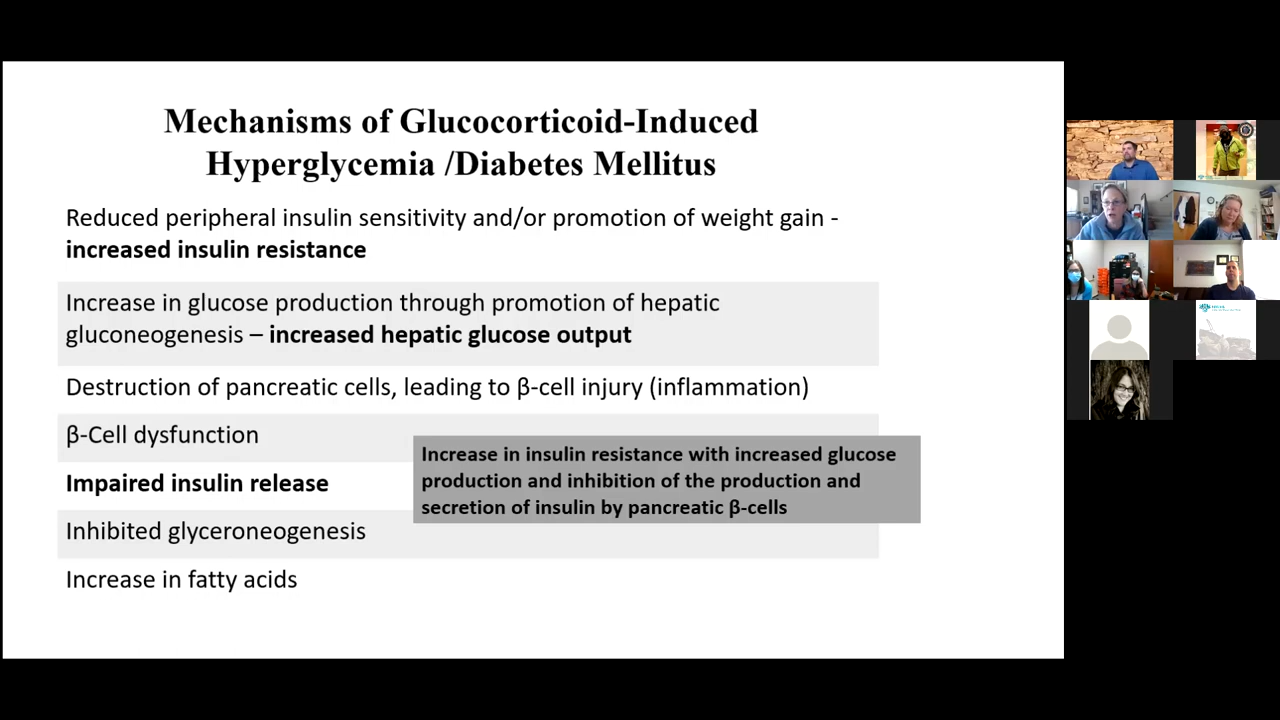 Mechanisms of Glucocorticoid-Induced
Hyperglycemia /Diabetes Mellitus
Reduced peripheral insulin sensitivity and/or promotion of weight gain -
increased insulin resistance
Increase in glucose production through promotion of hepatic
gluconeogenesis – increased hepatic glucose output
Destruction of pancreatic cells, leading to β-cell injury (inflammation)
β-Cell dysfunction
Impaired insulin release
Inhibited glyceroneogenesis
Increase in fatty acids
Increase in insulin resistance with increased glucose
production and inhibition of the production and
secretion of insulin by pancreatic β-cells